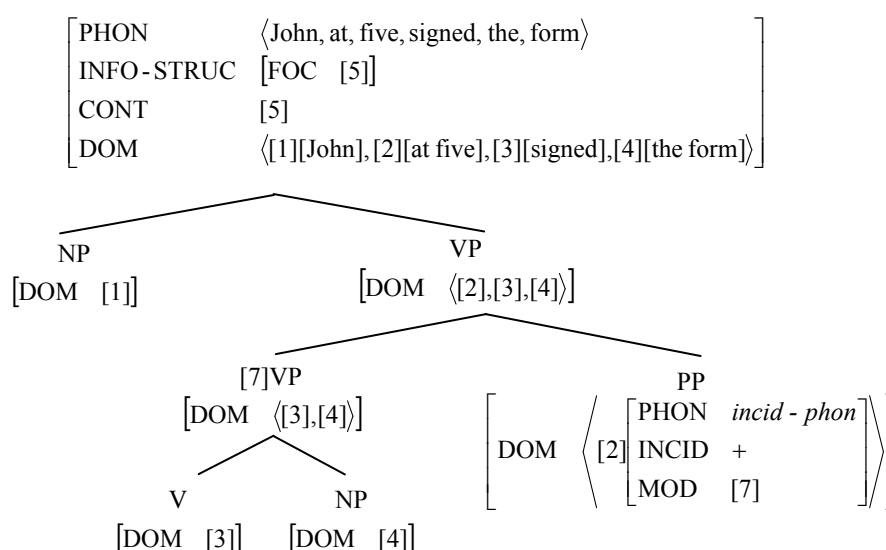 PHON ⟨John, at, five, signed, the, form⟩
INFO-STRUC [FOC [5]]
CONT [5]
DOM ⟨[1][John],[2][at five],[3][signed],[4][the form]⟩
NP VP
[DOM [1]] [DOM ⟨[2],[3],[4]⟩]
[7]VP PP
[DOM ⟨[3],[4]⟩]
PHON incid - phon
DOM ⟨[2] INCID +⟩
MOD [7]
V NP
[DOM [3]] [DOM [4]]